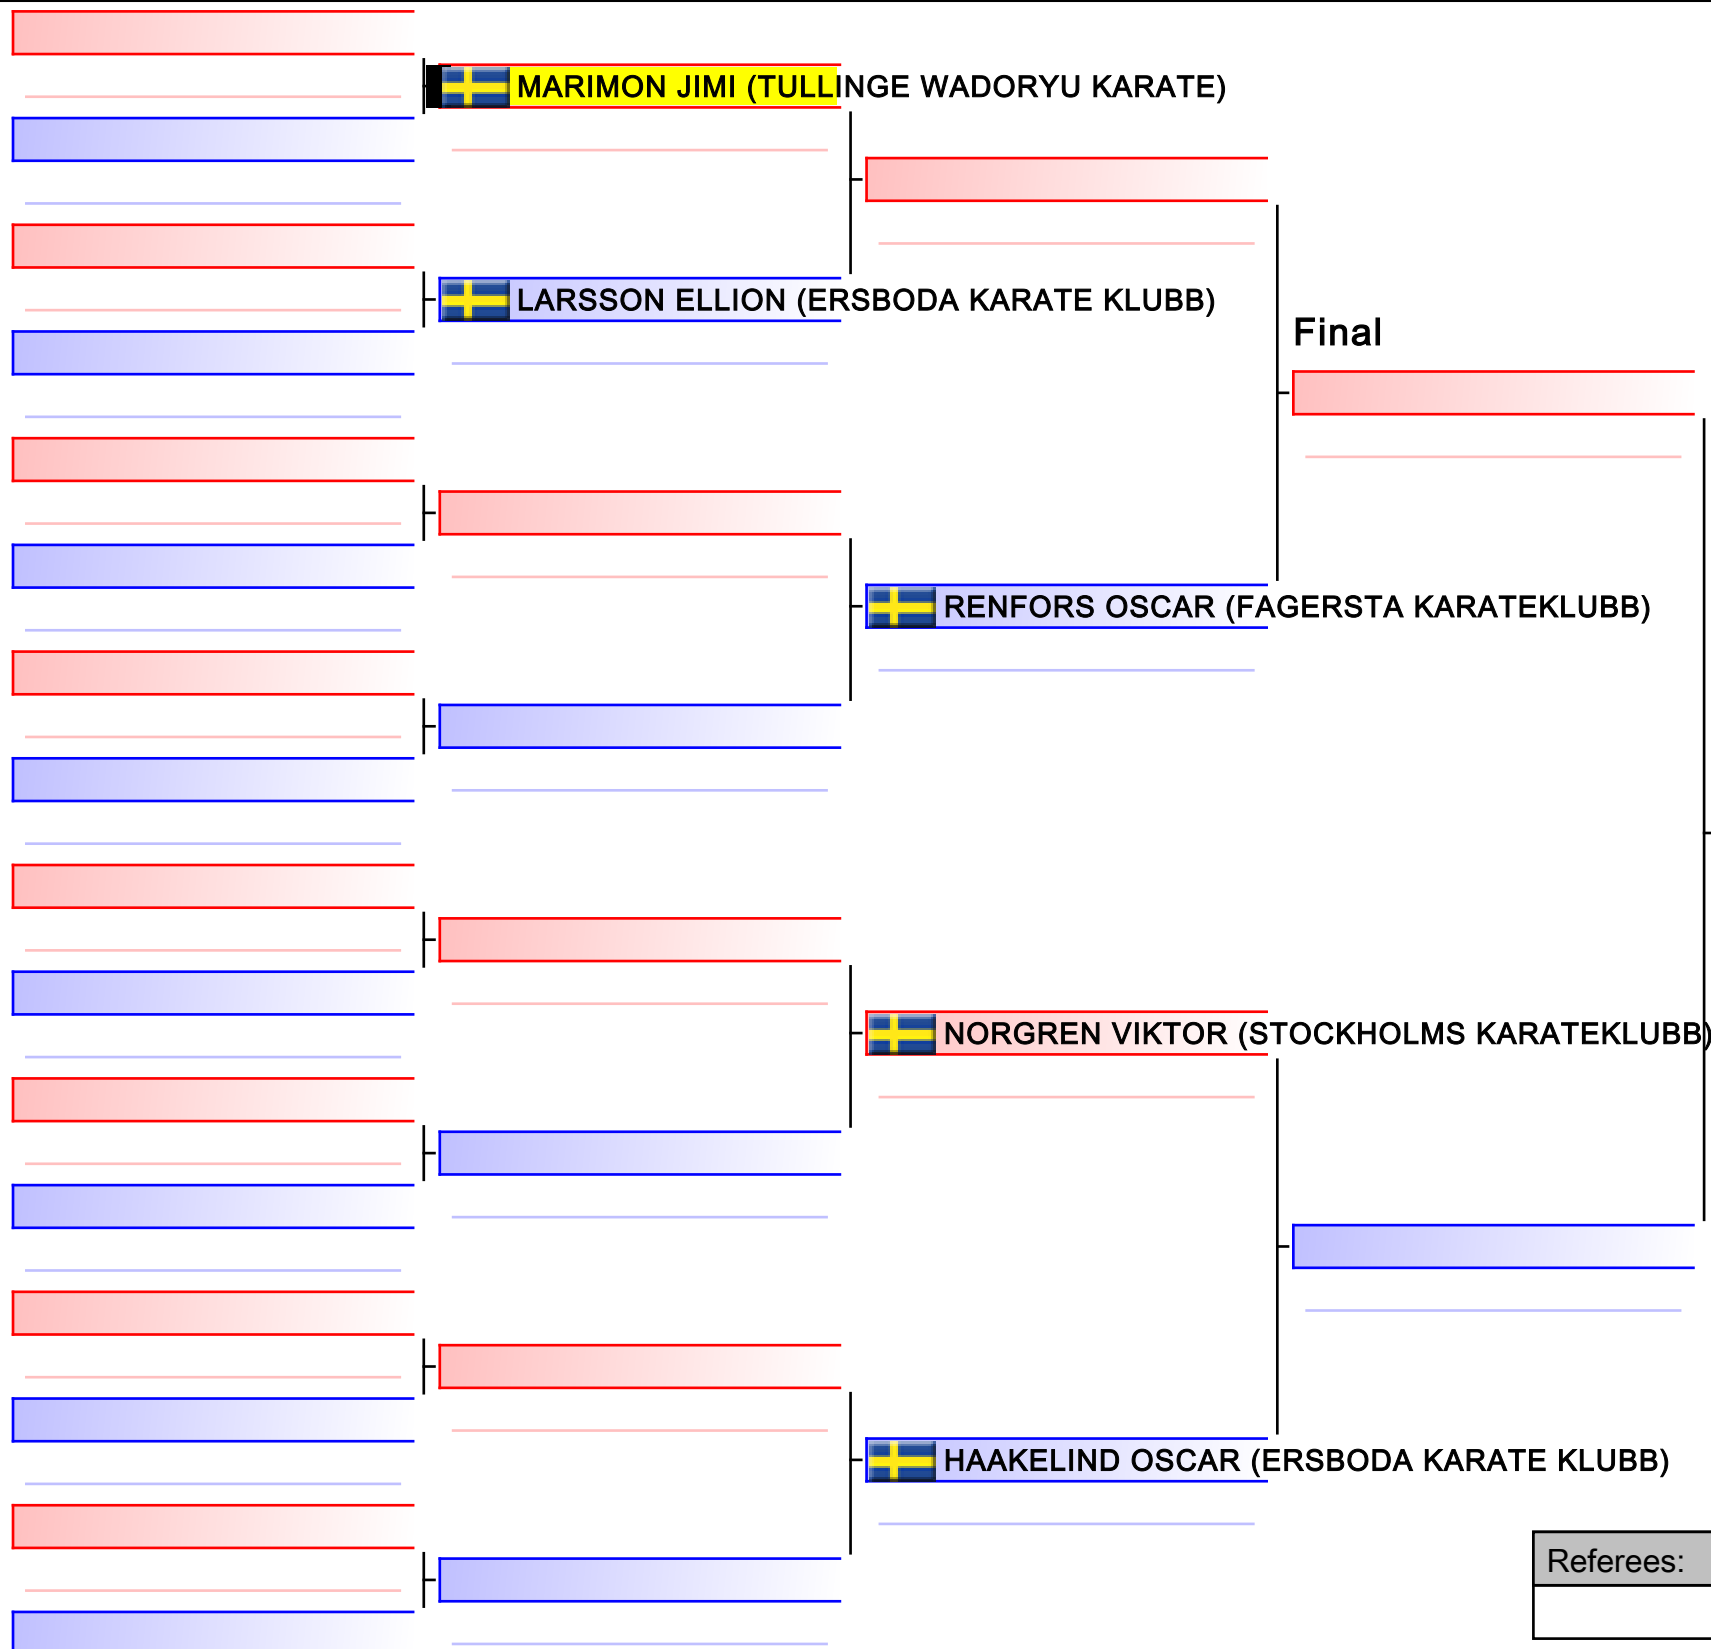 MARIMON JIMI (TULLINGE WADORYU KARATE)
LARSSON ELLION (ERSBODA KARATE KLUBB)
Final
RENFORS OSCAR (FAGERSTA KARATEKLUBB)
NORGREN VIKTOR (STOCKHOLMS KARATEKLUBB)
HAAKELIND OSCAR (ERSBODA KARATE KLUBB)
Referees: